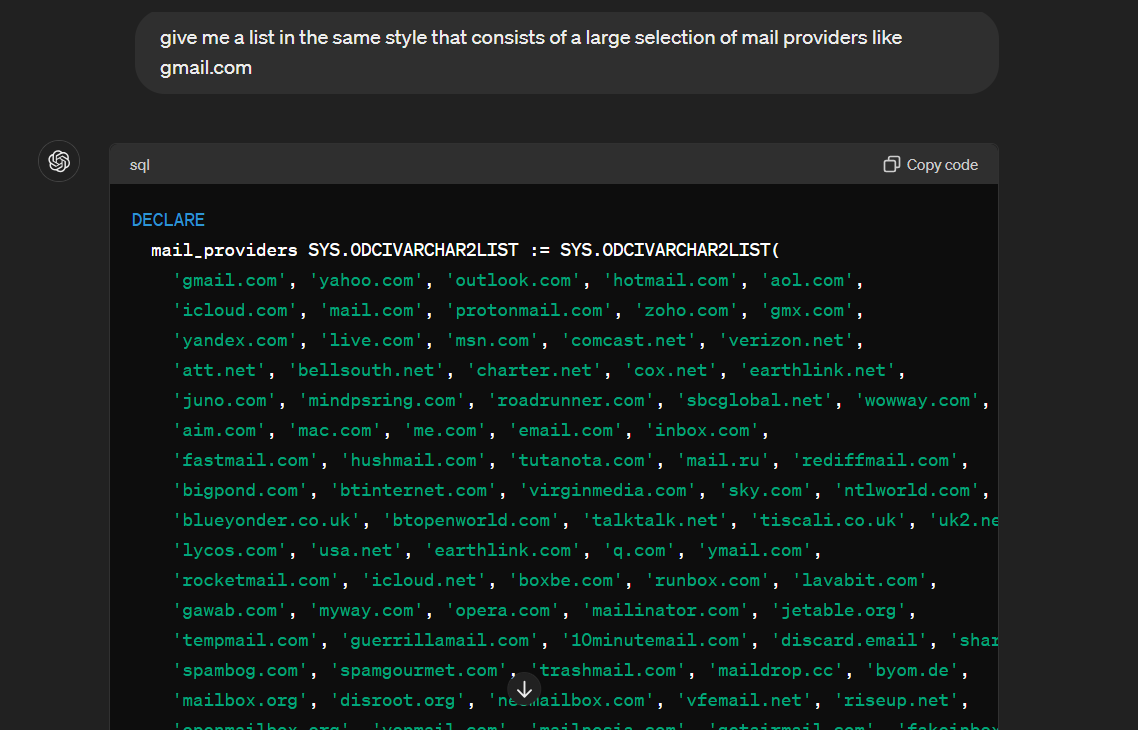 give me a list in the same style that consists of a large selection of mail providers like
gmail.com
sql
Copy code
DECLARE
mail_providers SYS.ODCIVARCHAR2LIST := SYS.ODCIVARCHAR2LIST(
'gmail.com', 'yahoo.com', 'outlook.com', 'hotmail.com', 'aol.com',
'icloud.com', 'mail.com', 'protonmail.com', 'zoho.com', 'gmx.com',
'yandex.com', 'live.com', 'msn.com', 'comcast.net', 'verizon.net',
'att.net', 'bellsouth.net', 'charter.net', 'cox.net', 'earthlink.net',
'juno.com', 'mindpsring.com', 'roadrunner.com', 'sbcglobal.net', 'wowway.com',
'aim.com', 'mac.com', 'me.com', 'email.com', 'inbox.com',
'fastmail.com', 'hushmail.com', 'tutanota.com', 'mail.ru', 'rediffmail.com',
'bigpond.com', 'btinternet.com', 'virginmedia.com', 'sky.com', 'ntlworld.com',
'blueyonder.co.uk', 'btopenworld.com', 'talktalk.net', 'tiscali.co.uk', 'uk2.ne
'lycos.com', 'usa.net', 'earthlink.com', 'q.com', 'ymail.com',
'rocketmail.com', 'icloud.net', 'boxbe.com', 'runbox.com', 'lavabit.com',
'gawab.com', 'myway.com', 'opera.com', 'mailinator.com', 'jetable.org',
'tempmail.com', 'guerrillamail.com', '10minutemail.com', 'discard.email', 'shar
'spambog.com', 'spamgourmet.com', 'trashmail.com', 'maildrop.cc', 'byom.de',
'mailbox.org', 'disroot.org', 'vfemail.net', 'riseup.net',